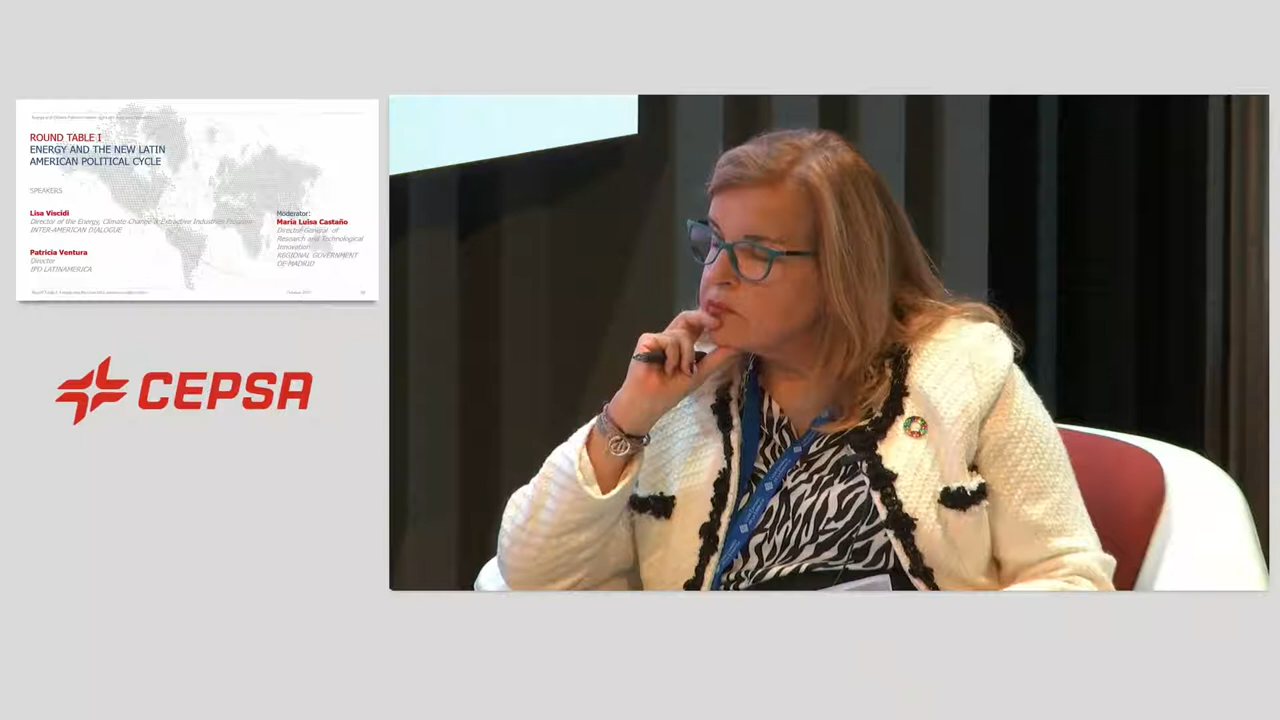 ROUND TABLE I
ENERGY AND THE NEW LATIN
AMERICAN POLITICAL CYCLE
SPEAKERS
Lisa Viscidi
Director of the Energy, Climate Change & Extractive Industries Program
INTER-AMERICAN DIALOGUE
Patricia Ventura
Director
IPD LATINAMERICA
Moderator:
María Luisa Castaño
Director-General of
Research and Technological
Innovation
REGIONAL GOVERNMENT
OF MADRID
CEPSA